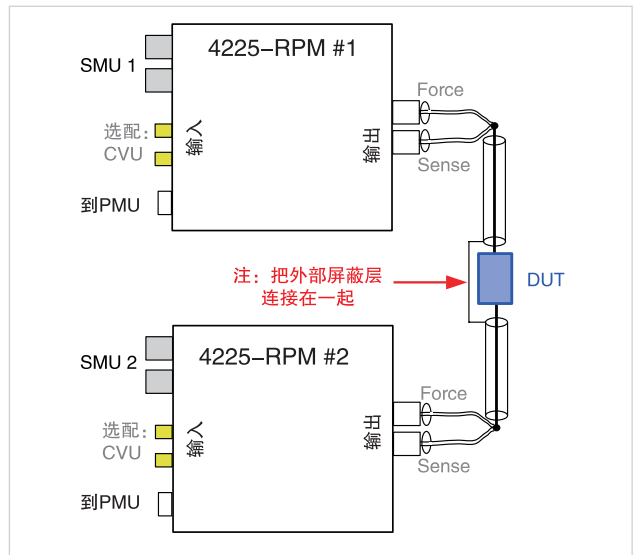 4225-RPM #1
SMU 1
选配：
CVU
到PMU
输入
输出
Force
Sense
注：把外部屏蔽层
连接在一起
DUT
4225-RPM #2
SMU 2
选配：
CVU
到PMU
输入
输出
Force
Sense